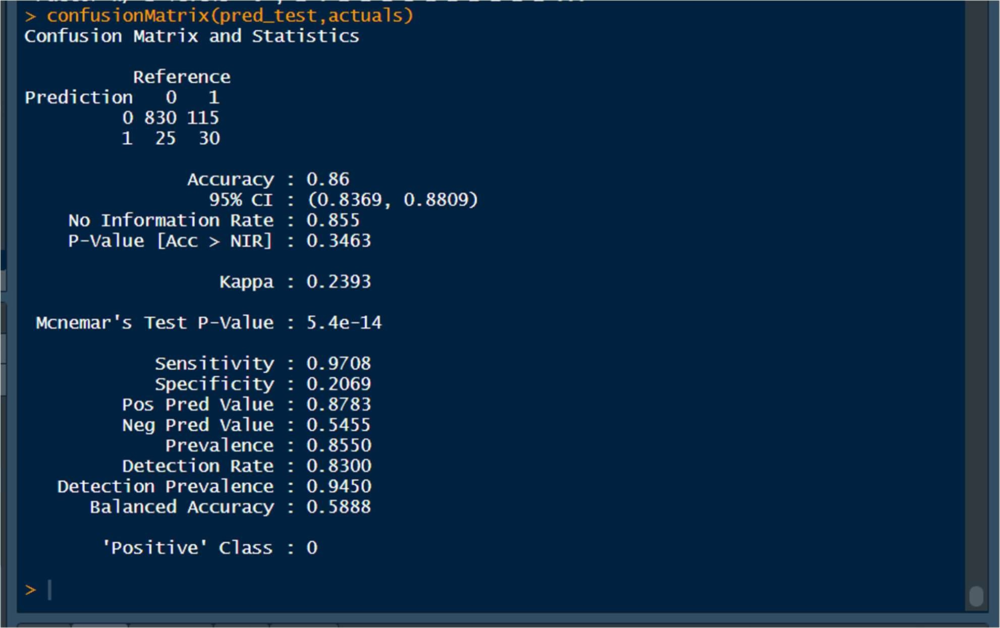 > confusionMatrix(pred_test,actuals)
Confusion Matrix and Statistics
Reference
Prediction 0 1
0 830 115
1 25 30
Accuracy : 0.86
95% CI : (0.8369, 0.8809)
No Information Rate : 0.855
P-Value [Acc > NIR] : 0.3463
Kappa : 0.2393
Mcnemar's Test P-Value : 5.4e-14
Sensitivity : 0.9708
Specificity : 0.2069
Pos Pred Value : 0.8783
Neg Pred Value : 0.5455
Prevalence : 0.8550
Detection Rate : 0.8300
Detection Prevalence : 0.9450
Balanced Accuracy : 0.5888
'Positive' Class : 0
>